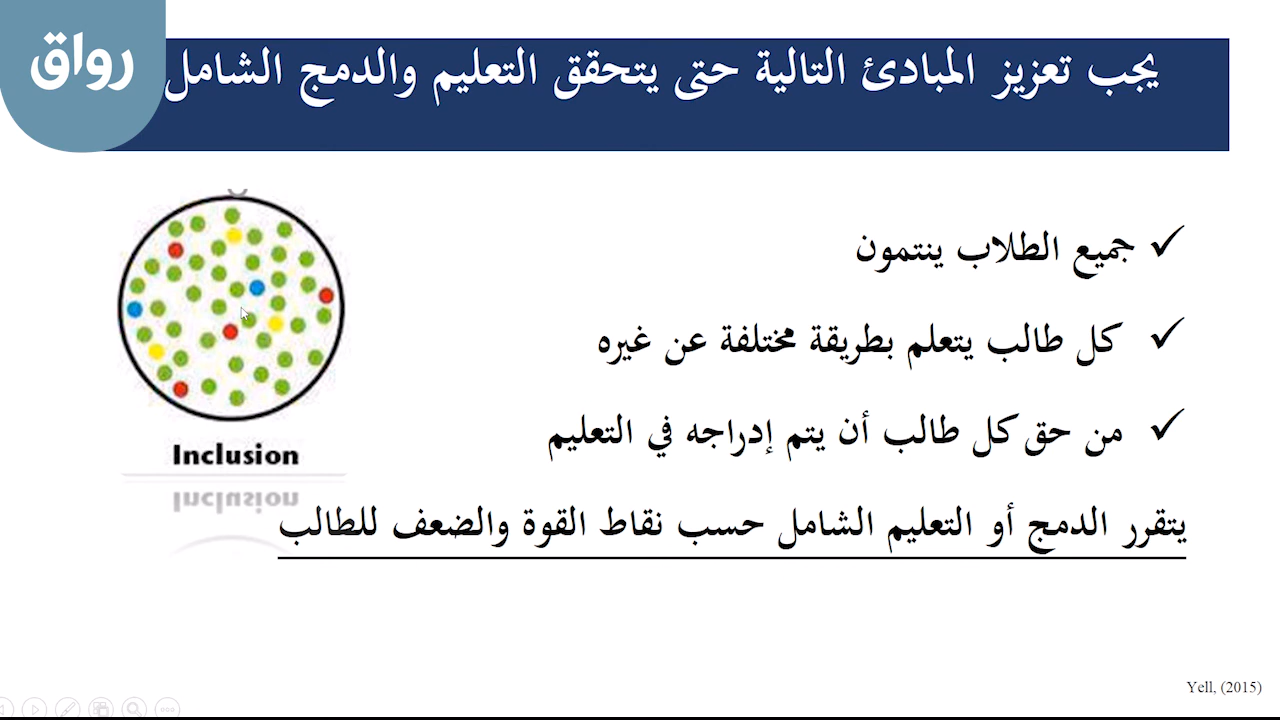 رواق
يجب تعزيز المبادئ التالية حتى يتحقق التعليم والدمج الشامل
✓ جميع الطلاب ينتمون
✓ كل طالب يتعلم بطريقة مختلفة عن غيره
✓ من حق كل طالب أن يتم إدراجه في التعليم
يتقرر الدمج أو التعليم الشامل حسب نقاط القوة والضعف للطالب
Inclusion
Inclusion
Yell, (2015)